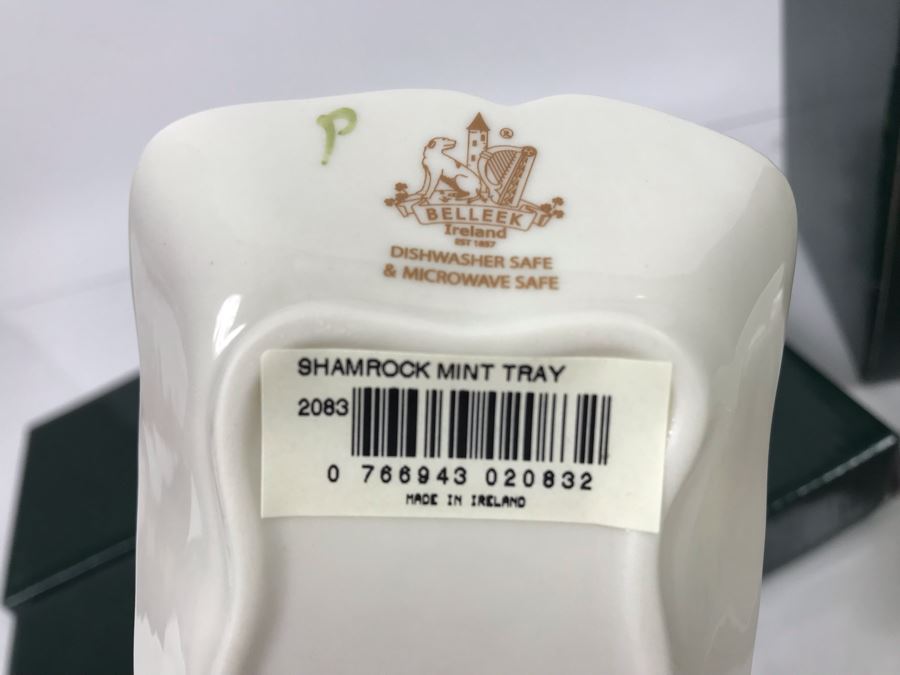 P
®
BELLEEK
Ireland
EST 1857
DISHWASHER SAFE
& MICROWAVE SAFE
SHAMROCK MINT TRAY
2083
0 766943 020832
MADE IN IRELAND